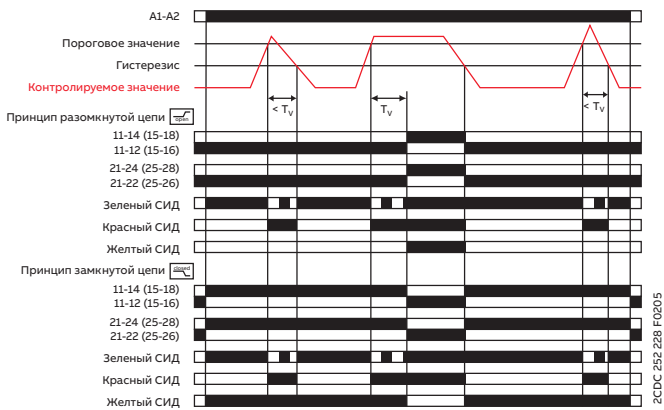 A1-A2
Пороговое значение
Гистерезис
Контролируемое значение
< Tv
Tv
< Tv
Принцип разомкнутой цепи open
11-14 (15-18)
11-12 (15-16)
21-24 (25-28)
21-22 (25-26)
Зеленый СИД
Красный СИД
Желтый СИД
Принцип замкнутой цепи closed
11-14 (15-18)
11-12 (15-16)
21-24 (25-28)
21-22 (25-26)
Зеленый СИД
Красный СИД
Желтый СИД
2CDC 252 228 F0205